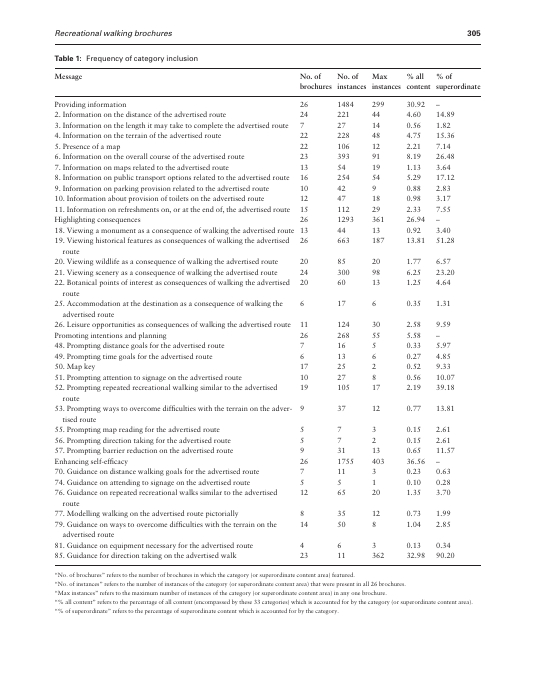 Recreational walking brochures 305
Table 1: Frequency of category inclusion
Message No. of No. of Max % all % of
brochures instances instances content superordinate
Providing information 26 1484 299 30.92 –
2. Information on the distance of the advertised route 24 221 44 4.60 14.89
3. Information on the length it may take to complete the advertised route 7 27 14 0.56 1.82
4. Information on the terrain of the advertised route 22 228 48 4.75 15.36
5. Presence of a map 22 106 12 2.21 7.14
6. Information on the overall course of the advertised route 23 393 91 8.19 26.48
7. Information on maps related to the advertised route 13 54 19 1.13 3.64
8. Information on public transport options related to the advertised route 16 254 54 5.29 17.12
9. Information on parking provision related to the advertised route 10 42 9 0.88 2.83
10. Information about provision of toilets on the advertised route 12 47 18 0.98 3.17
11. Information on refreshments on, or at the end of, the advertised route 15 112 29 2.33 7.55
Highlighting consequences 26 1293 361 26.94 –
18. Viewing a monument as a consequence of walking the advertised route 13 44 13 0.92 3.40
19. Viewing historical features as consequences of walking the advertised 26 663 187 13.81 51.28
route
20. Viewing wildlife as a consequence of walking the advertised route 20 85 20 1.77 6.57
21. Viewing scenery as a consequence of walking the advertised route 24 300 98 6.25 23.20
22. Botanical points of interest as consequences of walking the advertised 20 60 13 1.25 4.64
route
25. Accommodation at the destination as a consequence of walking the 6 17 6 0.35 1.31
advertised route
26. Leisure opportunities as consequences of walking the advertised route 11 124 30 2.58 9.59
Promoting intentions and planning 26 268 55 5.58 –
48. Prompting distance goals for the advertised route 7 16 5 0.33 5.97
49. Prompting time goals for the advertised route 6 13 6 0.27 4.85
50. Map key 17 25 2 0.52 9.33
51. Prompting attention to signage on the advertised route 10 27 8 0.56 10.07
52. Prompting repeated recreational walking similar to the advertised 19 105 17 2.19 39.18
route
53. Prompting ways to overcome difficulties with the terrain on the adver- 9 37 12 0.77 13.81
tised route
55. Prompting map reading for the advertised route 5 7 3 0.15 2.61
56. Prompting direction taking for the advertised route 5 7 2 0.15 2.61
57. Prompting barrier reduction on the advertised route 9 31 13 0.65 11.57
Enhancing self-efficacy 26 1755 403 36.56 –
70. Guidance on distance walking goals for the advertised route 7 11 3 0.23 0.63
74. Guidance on attending to signage on the advertised route 5 5 1 0.10 0.28
76. Guidance on repeated recreational walks similar to the advertised 12 65 20 1.35 3.70
route
77. Modelling walking on the advertised route pictorially 8 35 12 0.73 1.99
79. Guidance on ways to overcome difficulties with the terrain on the 14 50 8 1.04 2.85
advertised route
81. Guidance on equipment necessary for the advertised route 4 6 3 0.13 0.34
85. Guidance for direction taking on the advertised walk 23 11 362 32.98 90.20
"No. of brochures" refers to the number of brochures in which the category (or superordinate content area) featured.
"No. of instances" refers to the number of instances of the category (or superordinate content area) that were present in all 26 brochures.
"Max instances" refers to the maximum number of instances of the category (or superordinate content area) in any one brochure.
"% all content" refers to the percentage of all content (encompassed by these 33 categories) which is accounted for by the category (or superordinate content area).
"% of superordinate" refers to the percentage of superordinate content which is accounted for by the category.